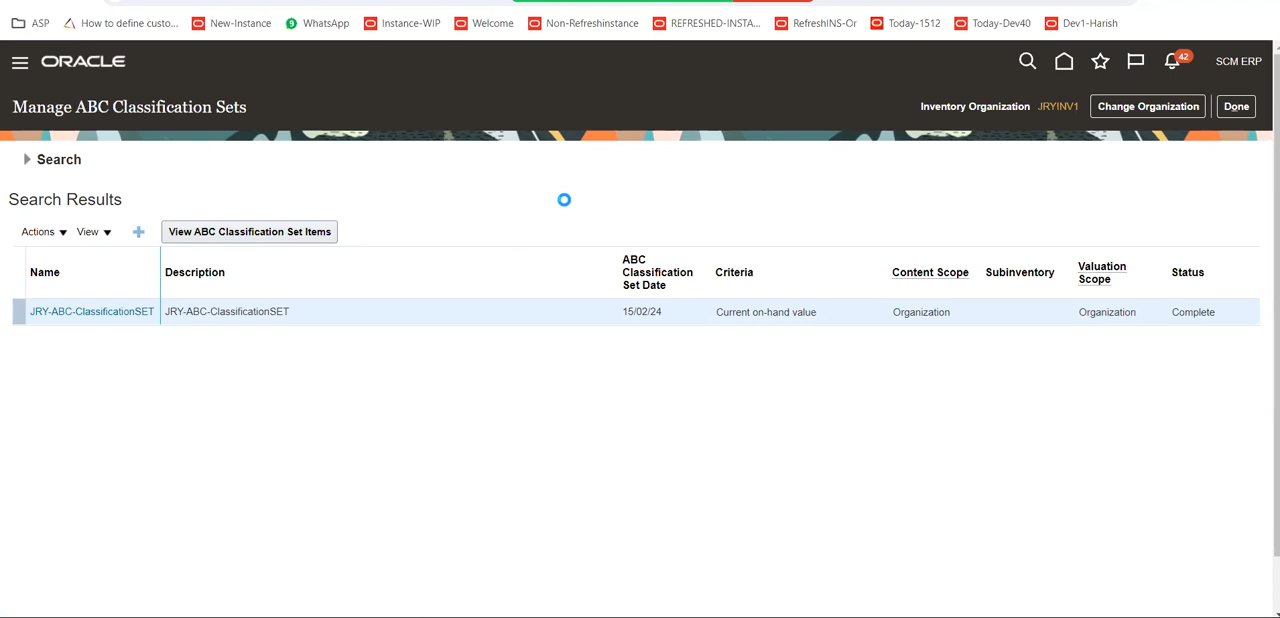 ASP How to define custo... New-Instance 9 WhatsApp Instance-WIP Welcome Non-Refreshinstance REFRESHED-INSTA... RefreshINS-Or Today-1512 Today-Dev40 Dev1-Harish
ORACLE 42 SCM ERP
Manage ABC Classification Sets Inventory Organization JRYINV1 Change Organization Done
Search
Search Results
Actions View View ABC Classification Set Items
Name Description ABC Classification Set Date Criteria Content Scope Subinventory Valuation Scope Status
JRY-ABC-ClassificationSET JRY-ABC-ClassificationSET 15/02/24 Current on-hand value Organization Organization Complete